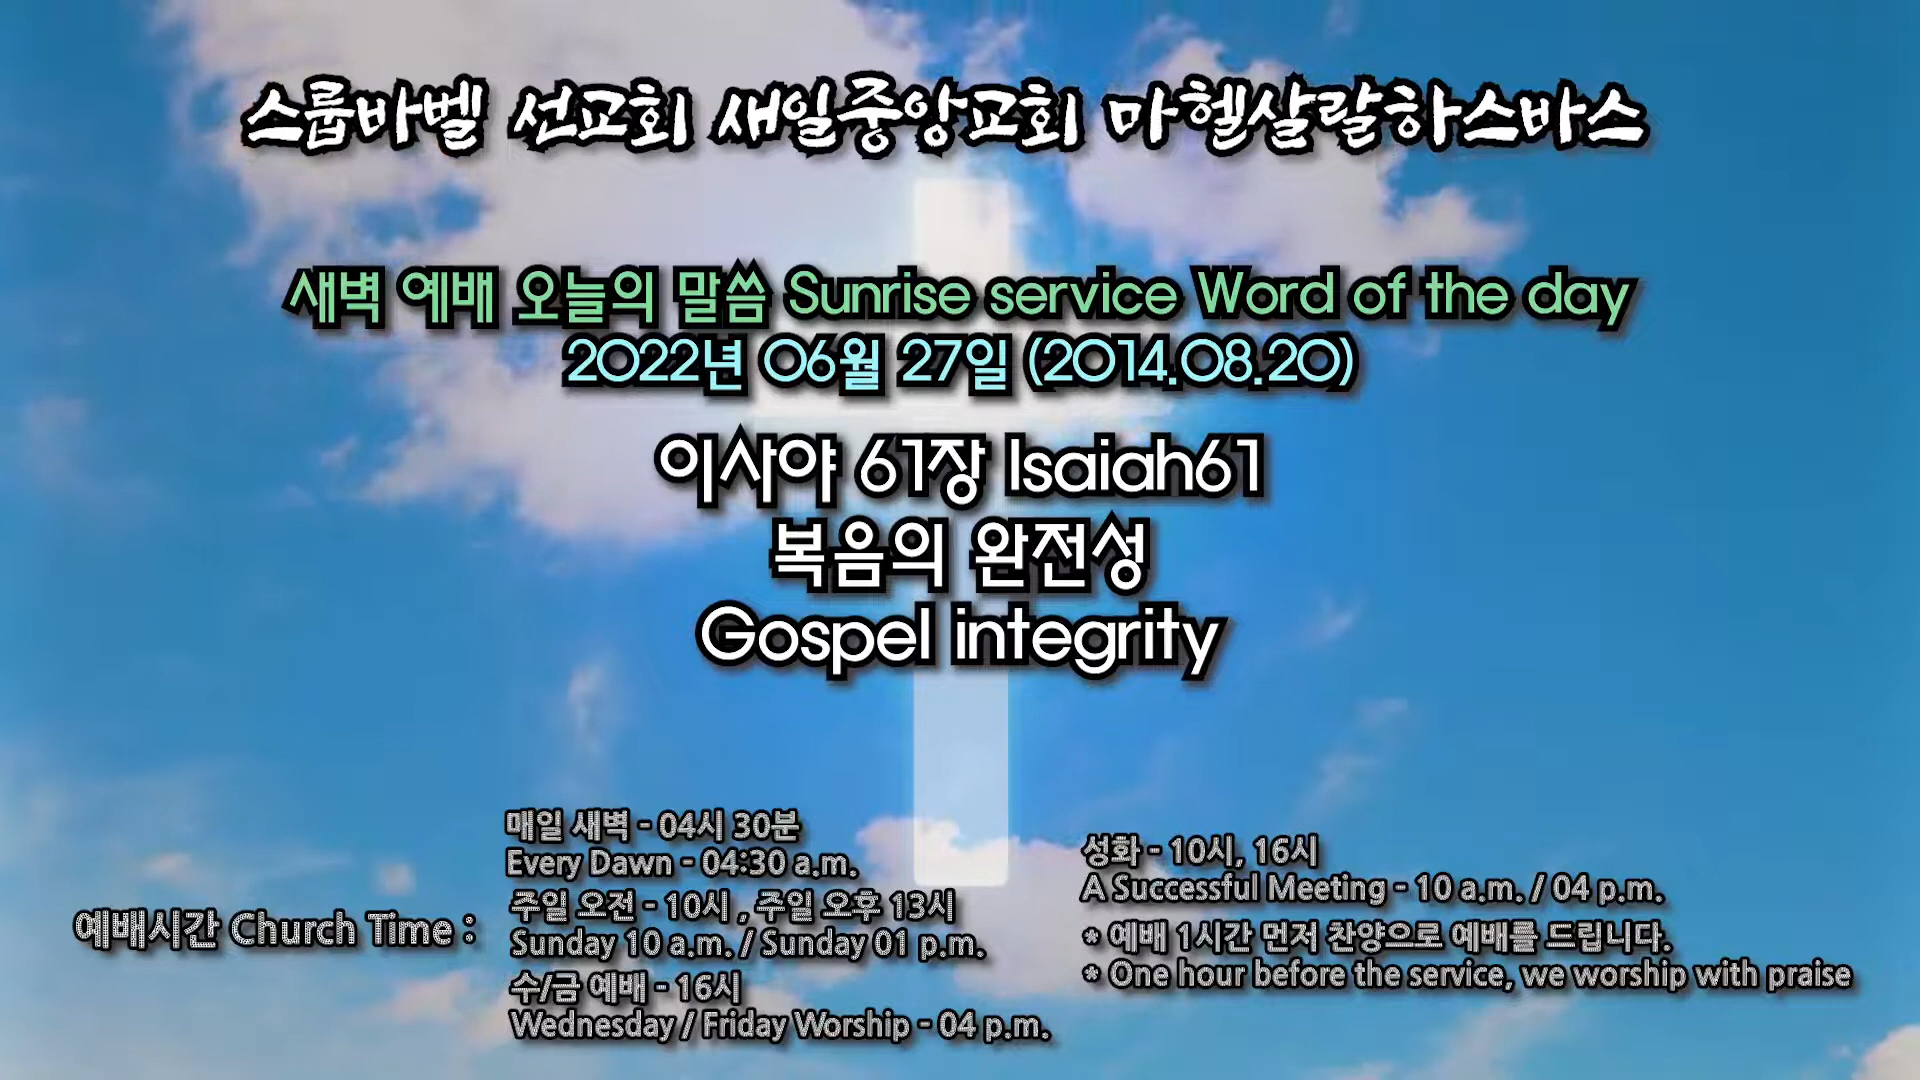 스룹바벨 선교회 새일중앙교회 마헬살랄하스바스
새벽 예배 오늘의 말씀 Sunrise service Word of the day
2022년 06월 27일 (2014.08.20)
이사야 61장 Isaiah61
복음의 완전성
Gospel integrity
예배시간 Church Time :
매일 새벽 - 04시 30분
Every Dawn - 04:30 a.m.
주일 오전 - 10시 , 주일 오후 13시
Sunday 10 a.m. / Sunday 01 p.m.
수/금 예배 - 16시
Wednesday / Friday Worship - 04 p.m.
성화 - 10시, 16시
A Successful Meeting - 10 a.m. / 04 p.m.
* 예배 1시간 먼저 찬양으로 예배를 드립니다.
* One hour before the service, we worship with praise